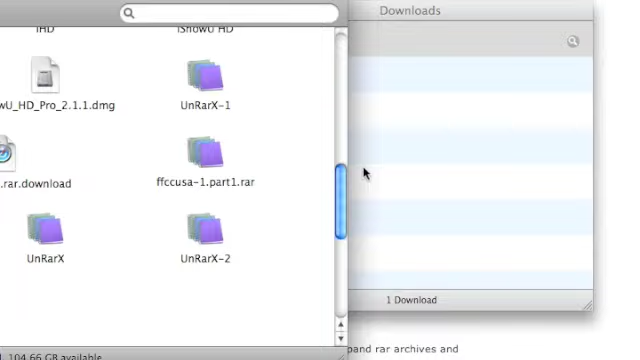 Downloads
iHD
iShowU HD
wU_HD_Pro_2.1.1.dmg
UnRarX-1
.rar.download
ffccusa-1.part1.rar
UnRarX
UnRarX-2
1 Download
104.66 GB available
pand rar archives and